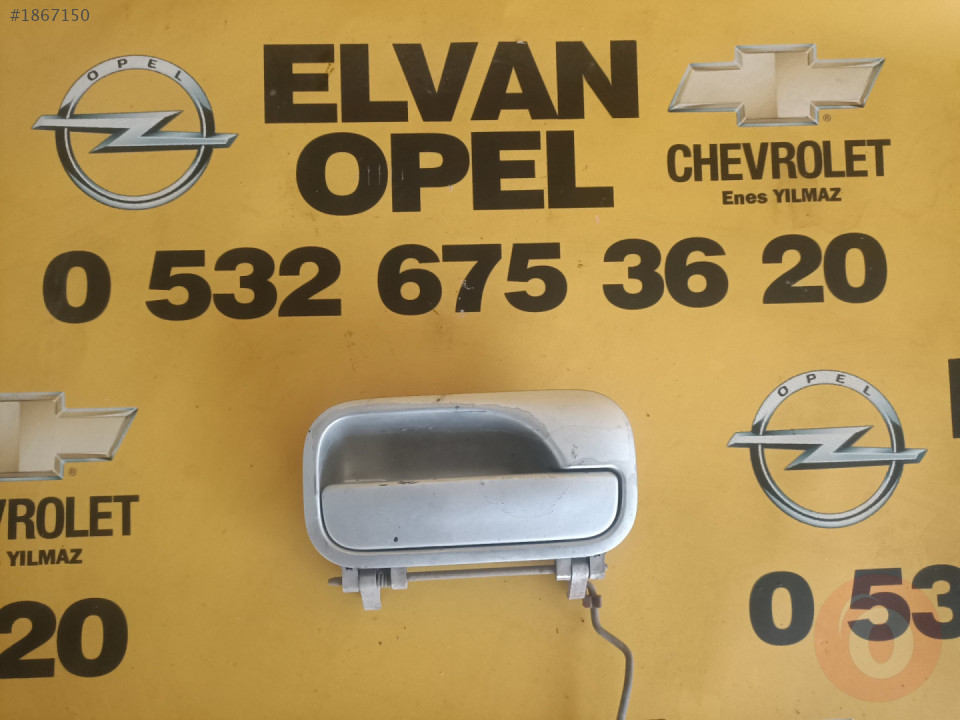 #1867150
OPEL
ELVAN
OPEL
CHEVROLET
Enes YILMAZ
0 532 675 36 20
OPEL
VROLET
YILMAZ
20
0 53